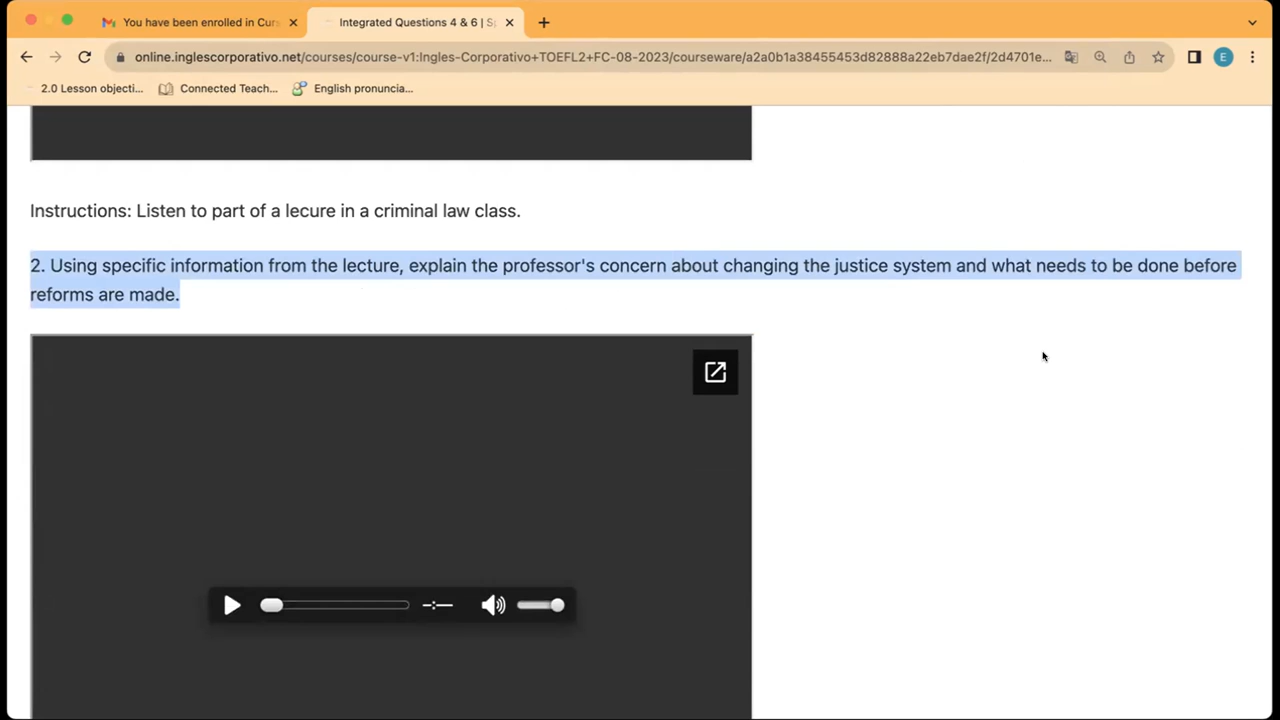 You have been enrolled in Curs
Integrated Questions 4 & 6 | Sp
online.inglescorporativo.net/courses/course-v1:Ingles-Corporativo+TOEFL2+FC-08-2023/courseware/a2a0b1a38455453d82888a22eb7dae2f/2d4701e...
E
2.0 Lesson objecti...
Connected Teach...
English pronuncia...
Instructions: Listen to part of a lecure in a criminal law class.
2. Using specific information from the lecture, explain the professor's concern about changing the justice system and what needs to be done before
reforms are made.
-:--